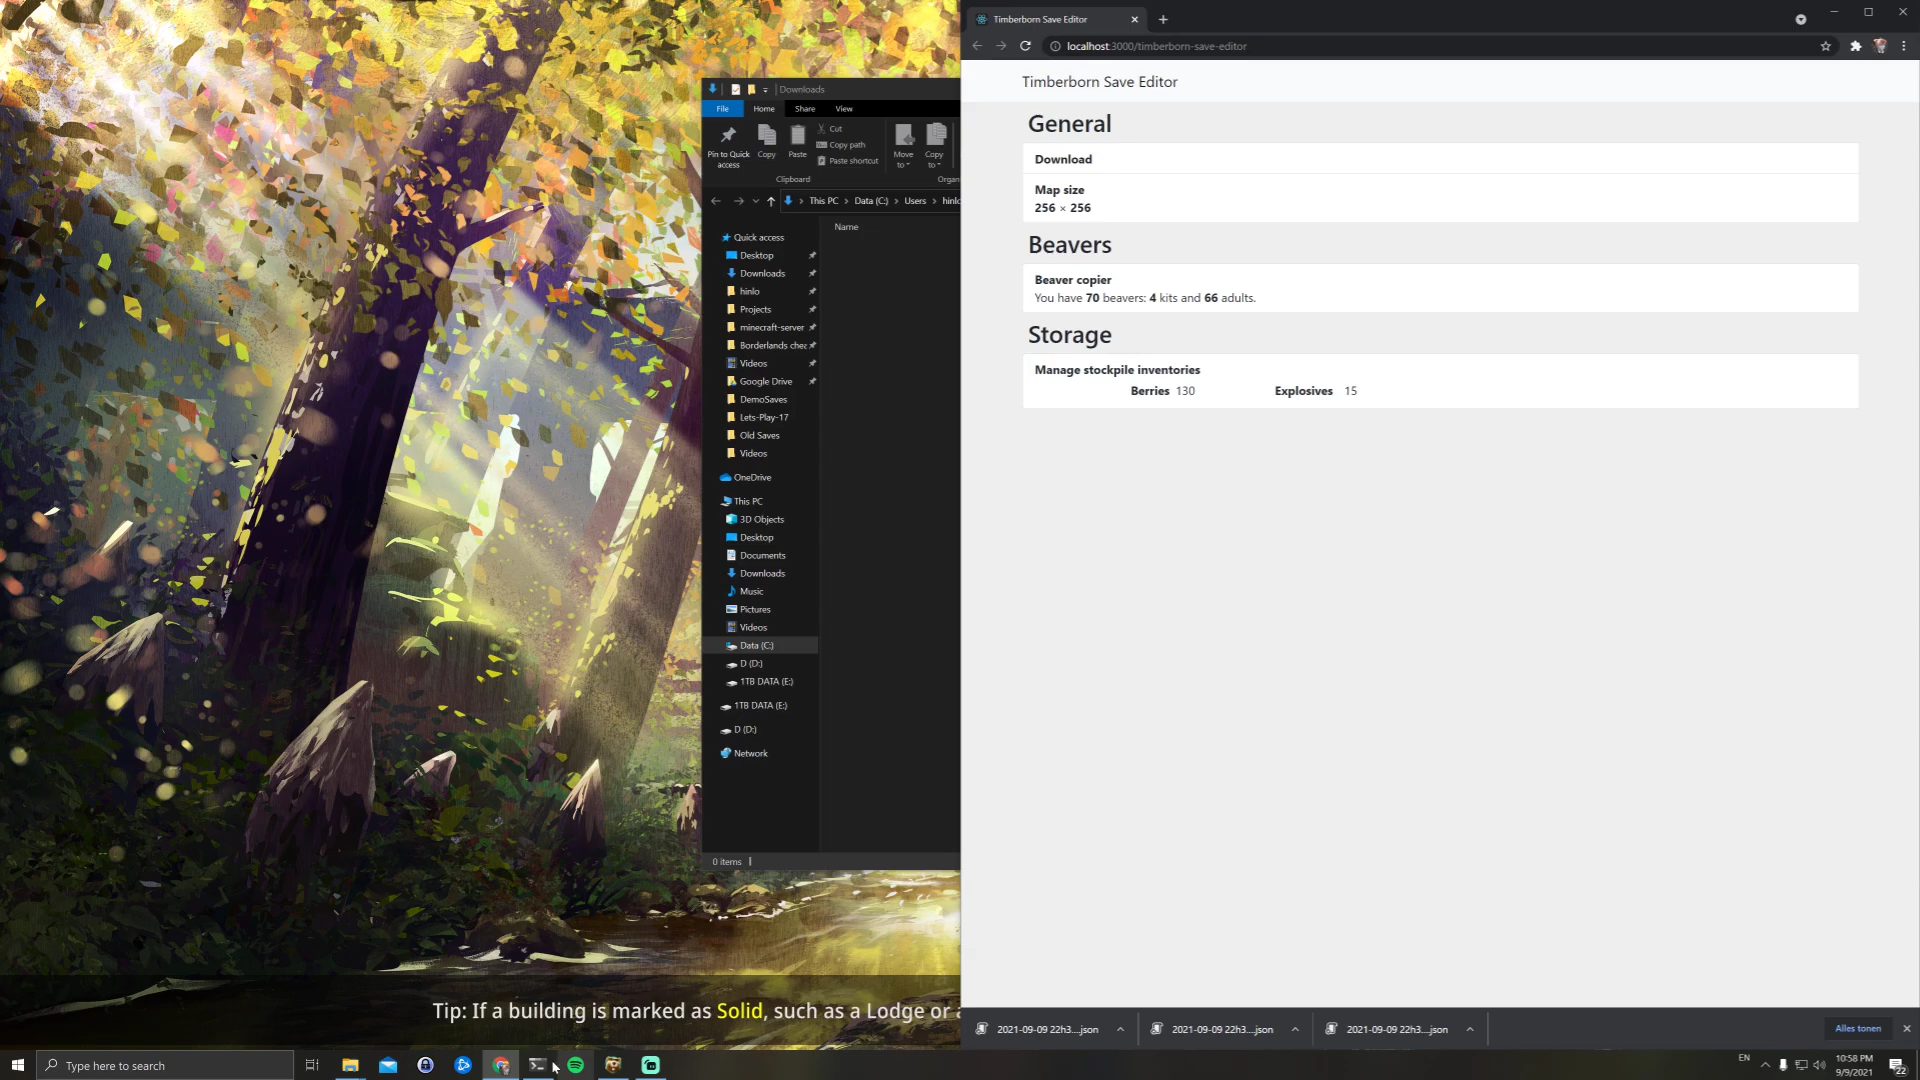 Downloads
File
Home
Share
View
Pin to Quick access
Copy
Paste
Cut
Copy path
Paste shortcut
Move to
Copy to
Clipboard
Organ
This PC
Data (C:)
Users
hinlo
Name
Quick access
Desktop
Downloads
hinlo
Projects
minecraft-server
Borderlands chea
Videos
Google Drive
DemoSaves
Lets-Play-17
Old Saves
Videos
OneDrive
This PC
3D Objects
Desktop
Documents
Downloads
Music
Pictures
Videos
Data (C:)
D (D:)
1TB DATA (E:)
1TB DATA (E:)
D (D:)
Network
0 items
Tip: If a building is marked as Solid, such as a Lodge or a
Timberborn Save Editor
localhost:3000/timberborn-save-editor
Timberborn Save Editor
General
Download
Map size
256 × 256
Beavers
Beaver copier
You have 70 beavers: 4 kits and 66 adults.
Storage
Manage stockpile inventories
Berries 130
Explosives 15
2021-09-09 22h3....json
2021-09-09 22h3....json
2021-09-09 22h3....json
Alles tonen
Type here to search
EN
10:58 PM
9/9/2021
22